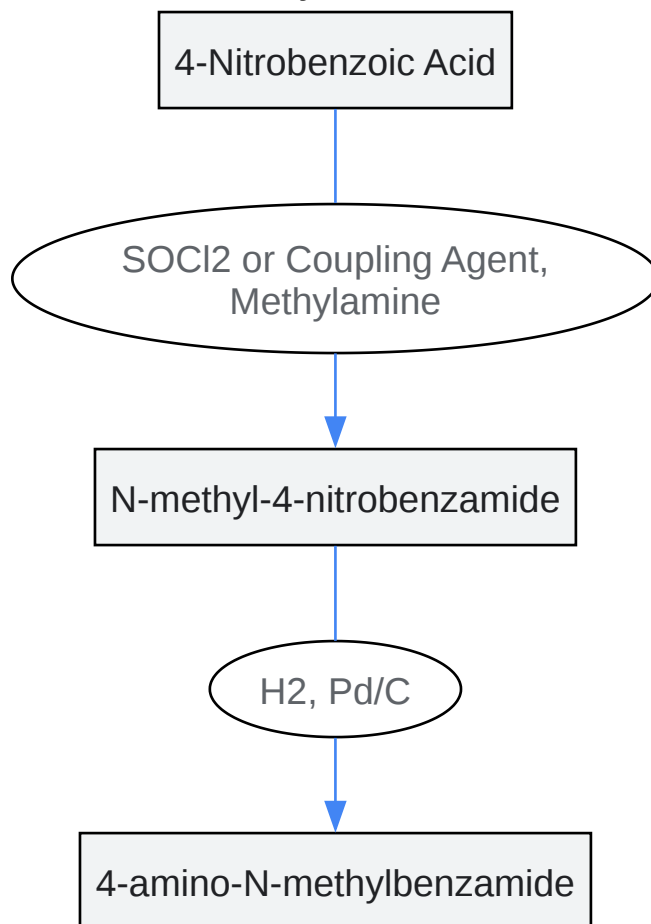 4-Nitrobenzoic Acid
SOCl2 or Coupling Agent,
Methylamine
N-methyl-4-nitrobenzamide
H2, Pd/C
4-amino-N-methylbenzamide